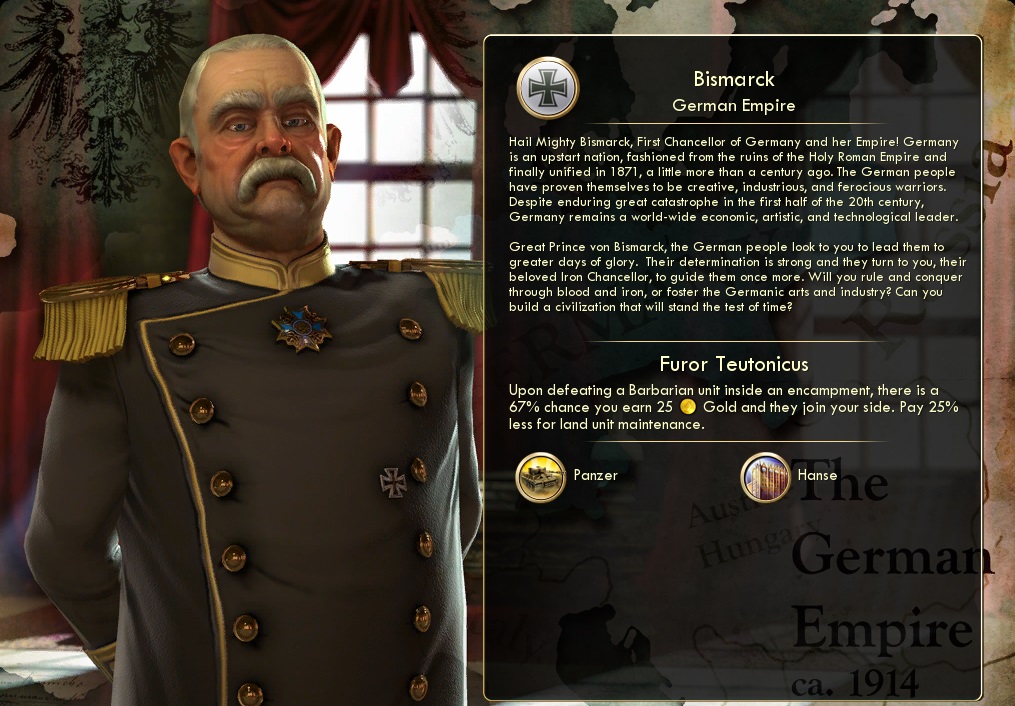 Bismarck
German Empire
Hail Mighty Bismarck, First Chancellor of Germany and her Empire! Germany
is an upstart nation, fashioned from the ruins of the Holy Roman Empire and
finally unified in 1871, a little more than a century ago. The German people
have proven themselves to be creative, industrious, and ferocious warriors.
Despite enduring great catastrophe in the first half of the 20th century,
Germany remains a world-wide economic, artistic, and technological leader.
Great Prince von Bismarck, the German people look to you to lead them to
greater days of glory. Their determination is strong and they turn to you, their
beloved Iron Chancellor, to guide them once more. Will you rule and conquer
through blood and iron, or foster the Germanic arts and industry? Can you
build a civilization that will stand the test of time?
Furor Teutonicus
Upon defeating a Barbarian unit inside an encampment, there is a
67% chance you earn 25 Gold and they join your side. Pay 25%
less for land unit maintenance.
Panzer
Hanse
The
German
Empire
ca. 1914
Hungary